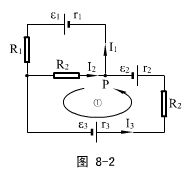 ε₁ r₁
R₁ I₁
R₂ I₂ ε₂ r₂
P
① R₂
ε₃ r₃ I₃
图 8-2